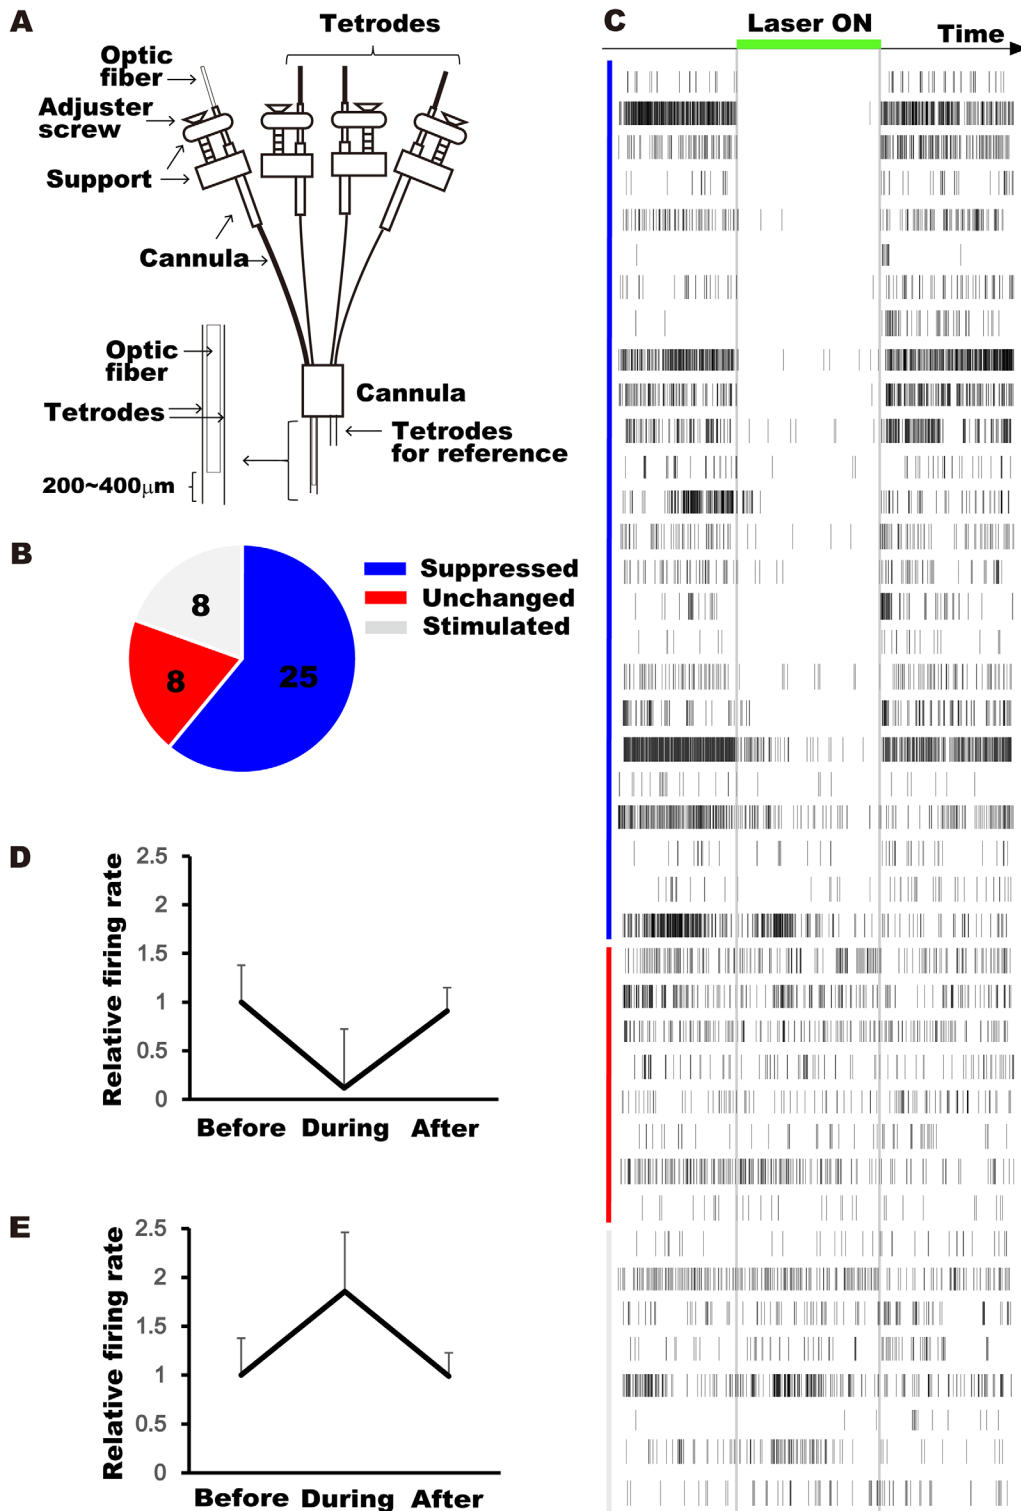 A
Tetrodes
Optic
fiber
Adjuster
screw
Support
Cannula
Optic
fiber
Tetrodes
200~400μm
Cannula
Tetrodes
for reference
B
8
8
25
Suppressed
Unchanged
Stimulated
C
Laser ON
Time
D
Relative firing rate
2.5
2
1.5
1
0.5
0
Before During After
E
Relative firing rate
2.5
2
1.5
1
0.5
0
Before During After